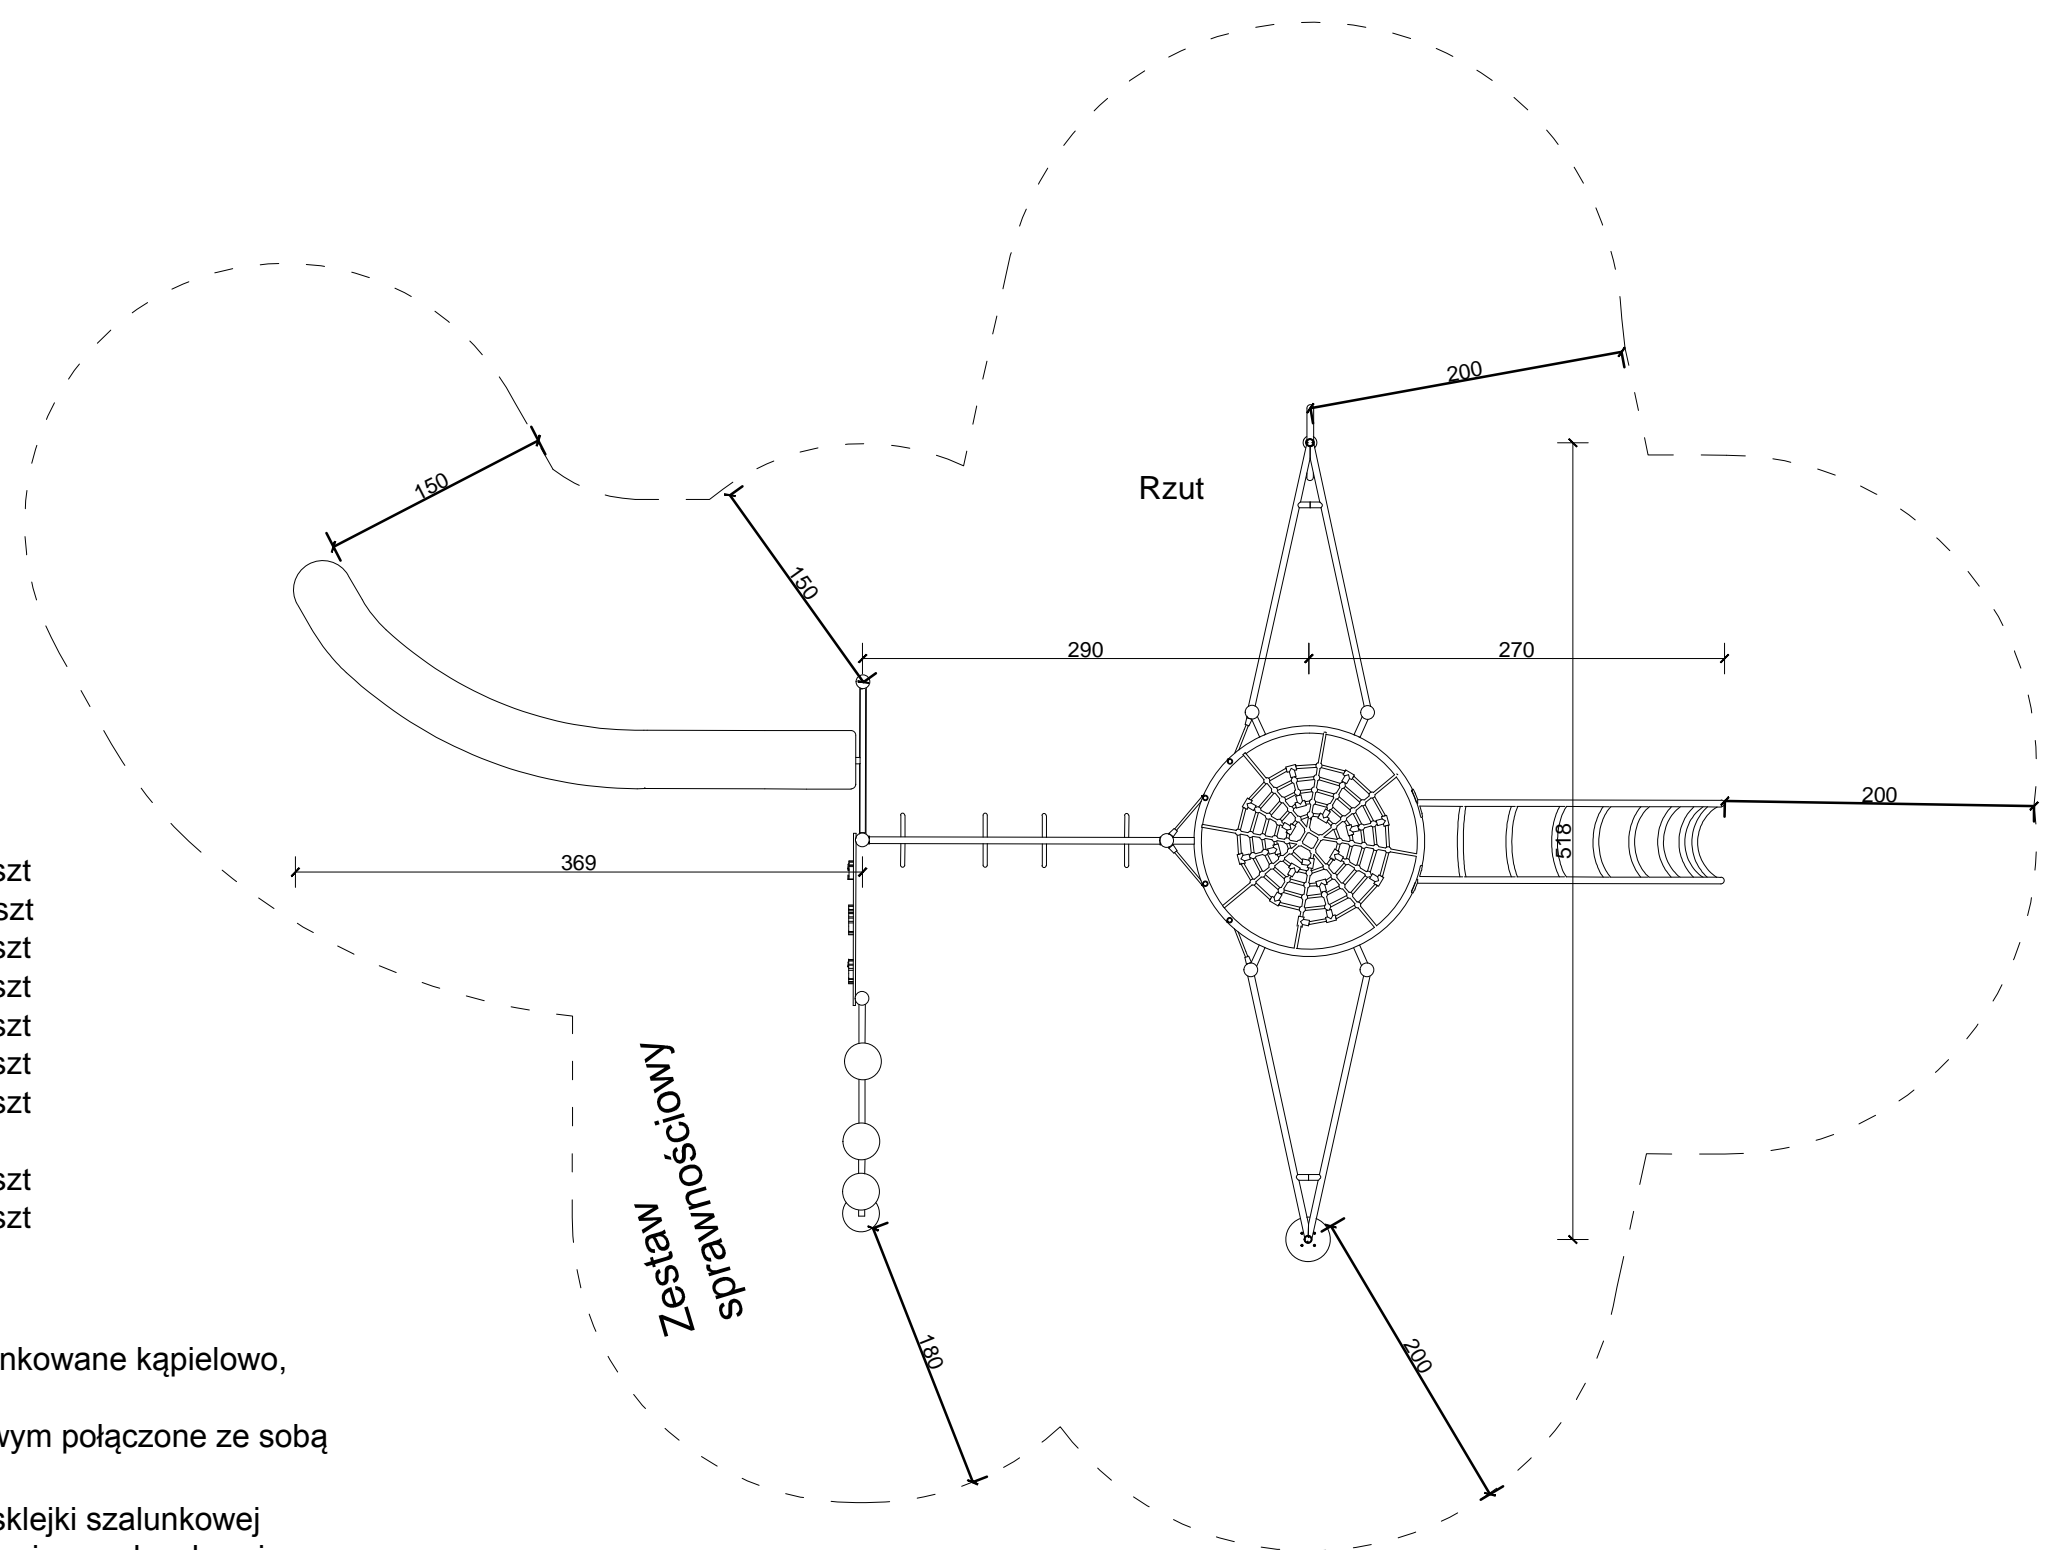 200
150
Rzut
150
290
270
200
518
369
szt
szt
szt
szt
szt
szt
szt
szt
szt
Zestaw
sprawnościowy
180
200
nkowane kąpielowo,
wym połączone ze sobą
sklejki szalunkowej